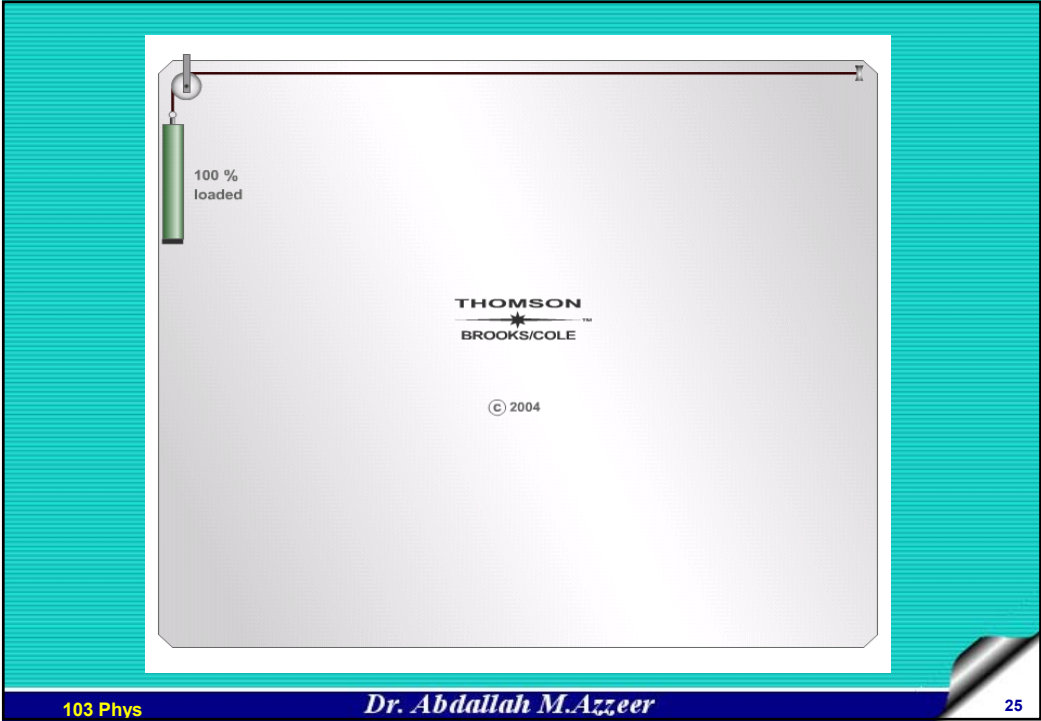 100 %
loaded
THOMSON
™
BROOKS/COLE
© 2004
103 Phys
Dr. Abdallah M.Azzeer
25